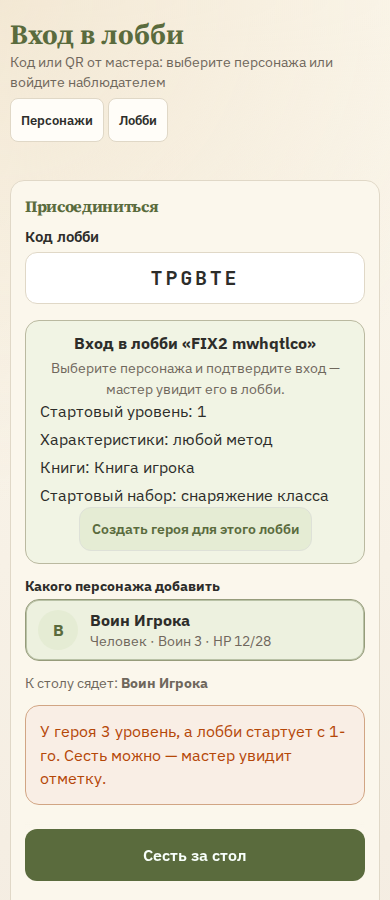 Вход в лобби
Код или QR от мастера: выберите персонажа или
войдите наблюдателем
Персонажи
Лобби
Присоединиться
Код лобби
TPGBTE
Вход в лобби «FIX2 mwhqtlco»
Выберите персонажа и подтвердите вход —
мастер увидит его в лобби.
Стартовый уровень: 1
Характеристики: любой метод
Книги: Книга игрока
Стартовый набор: снаряжение класса
Создать героя для этого лобби
Какого персонажа добавить
В
Воин Игрока
Человек · Воин 3 · HP 12/28
К столу сядет: Воин Игрока
У героя 3 уровень, а лобби стартует с 1-
го. Сесть можно — мастер увидит
отметку.
Сесть за стол